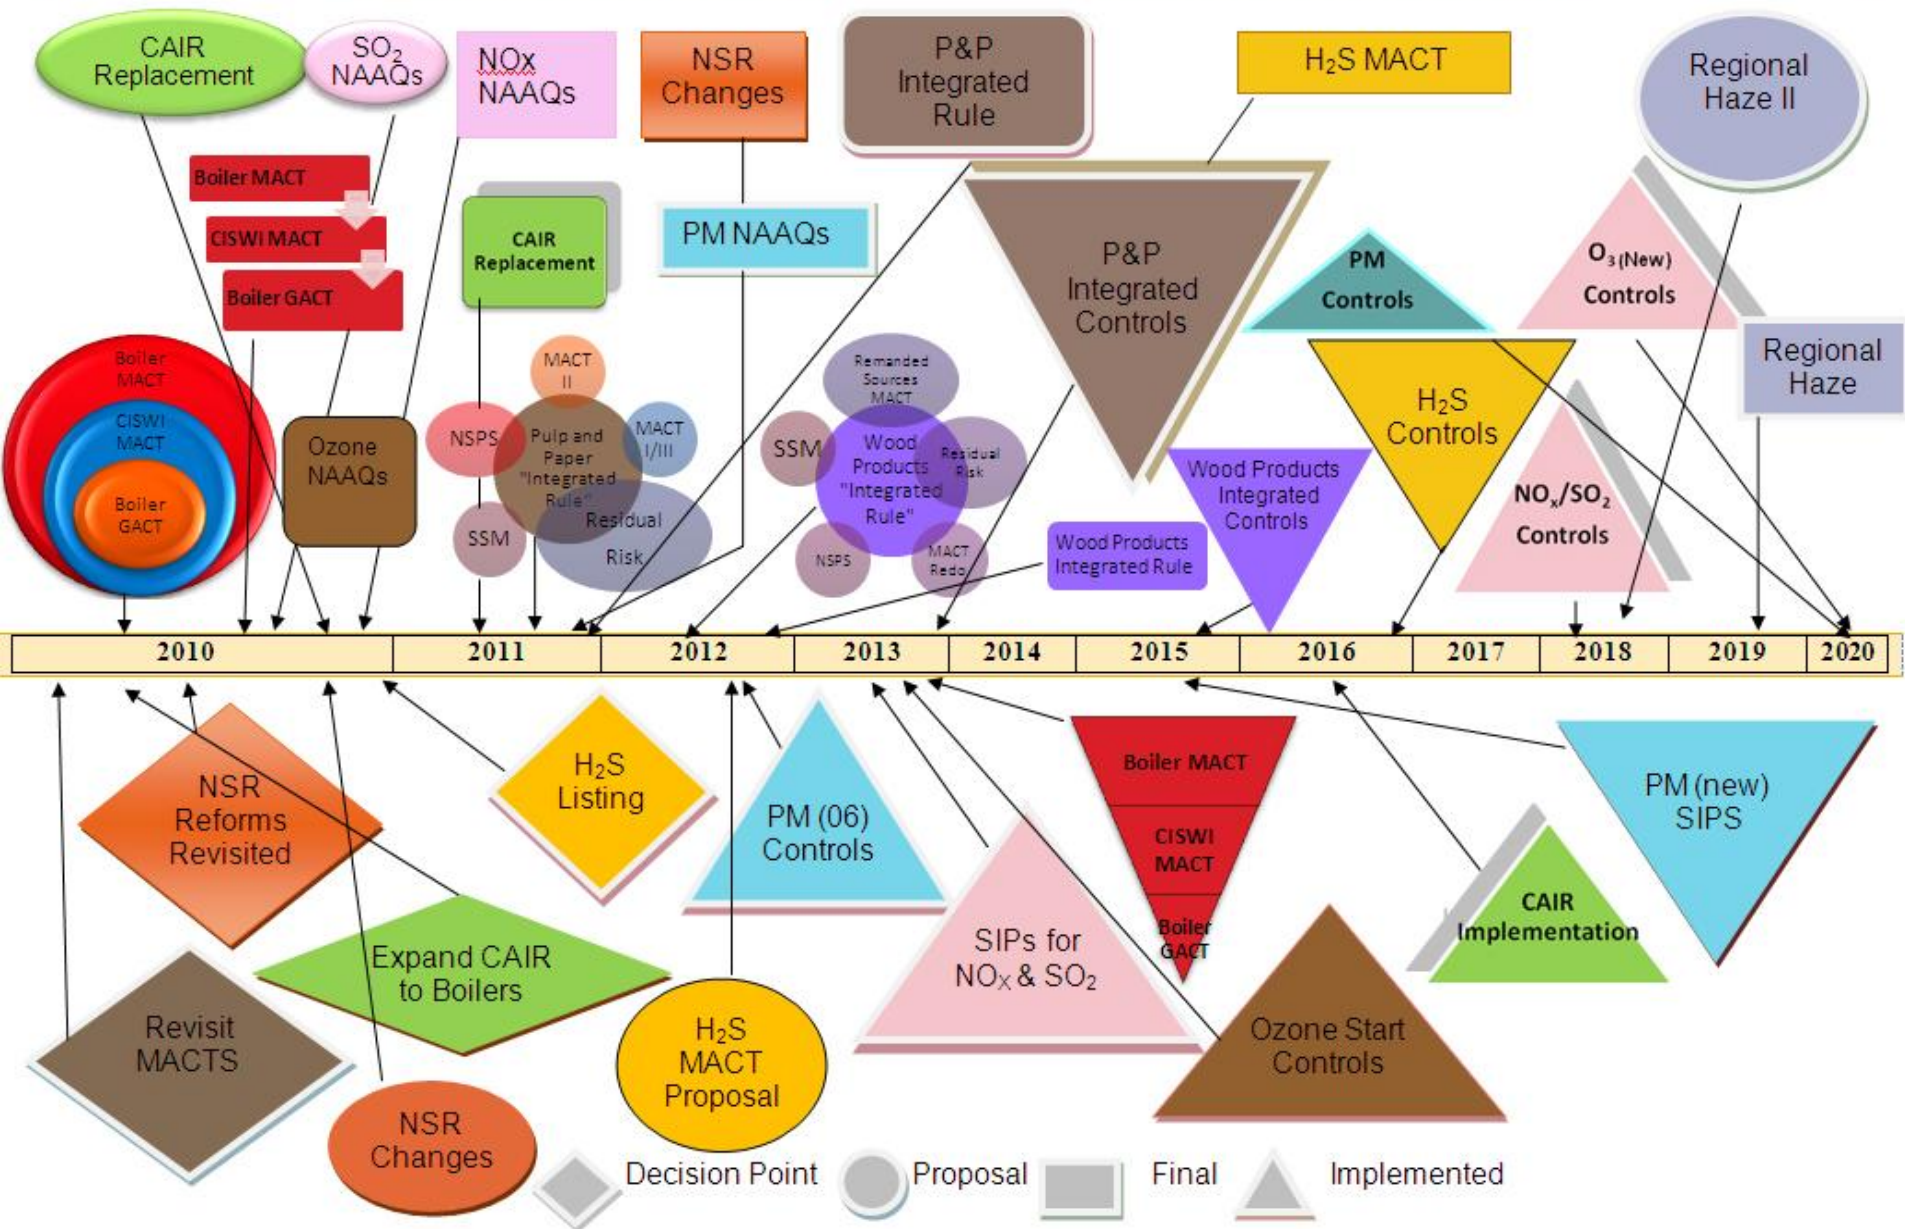 CAIR
Replacement
SO₂
NAAQs
NOx
NAAQs
NSR
Changes
P&P
Integrated
Rule
H₂S MACT
Regional
Haze II
Boiler MACT
CISWI MACT
Boiler GACT
CAIR
Replacement
PM NAAQs
P&P
Integrated
Controls
PM
Controls
O₃ (New)
Controls
Regional
Haze
Boiler
MACT
CISWI
MACT
Boiler
GACT
Ozone
NAAQs
MACT
II
NSPS
Pulp and
Paper
"Integrated
Rule"
MACT
I/III
SSM
Residual
Risk
Remanded
Sources
MACT
SSM
Wood
Products
"Integrated
Rule"
Residual
Risk
NSPS
MACT
Redo
Wood Products
Integrated Rule
Wood Products
Integrated
Controls
H₂S
Controls
NOₓ/SO₂
Controls
2010
2011
2012
2013
2014
2015
2016
2017
2018
2019
2020
NSR
Reforms
Revisited
H₂S
Listing
PM (06)
Controls
Boiler MACT
CISWI
MACT
Boiler
GACT
PM (new)
SIPS
Expand CAIR
to Boilers
SIPs for
NOₓ & SO₂
CAIR
Implementation
Revisit
MACTS
H₂S
MACT
Proposal
Ozone Start
Controls
NSR
Changes
Decision Point
Proposal
Final
Implemented